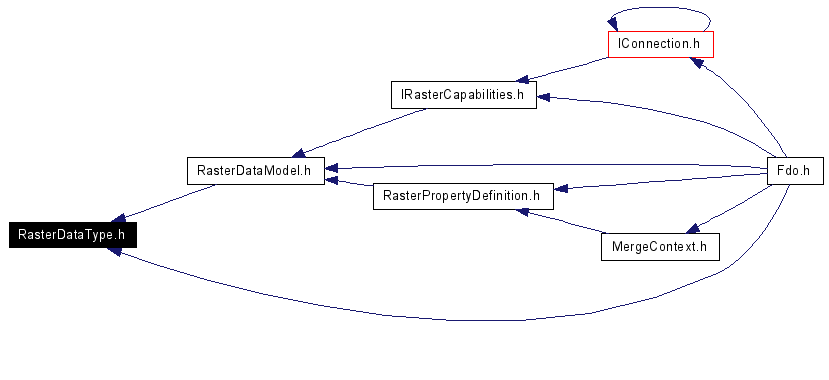 IConnection.h
IRasterCapabilities.h
RasterDataModel.h
Fdo.h
RasterPropertyDefinition.h
RasterDataType.h
MergeContext.h